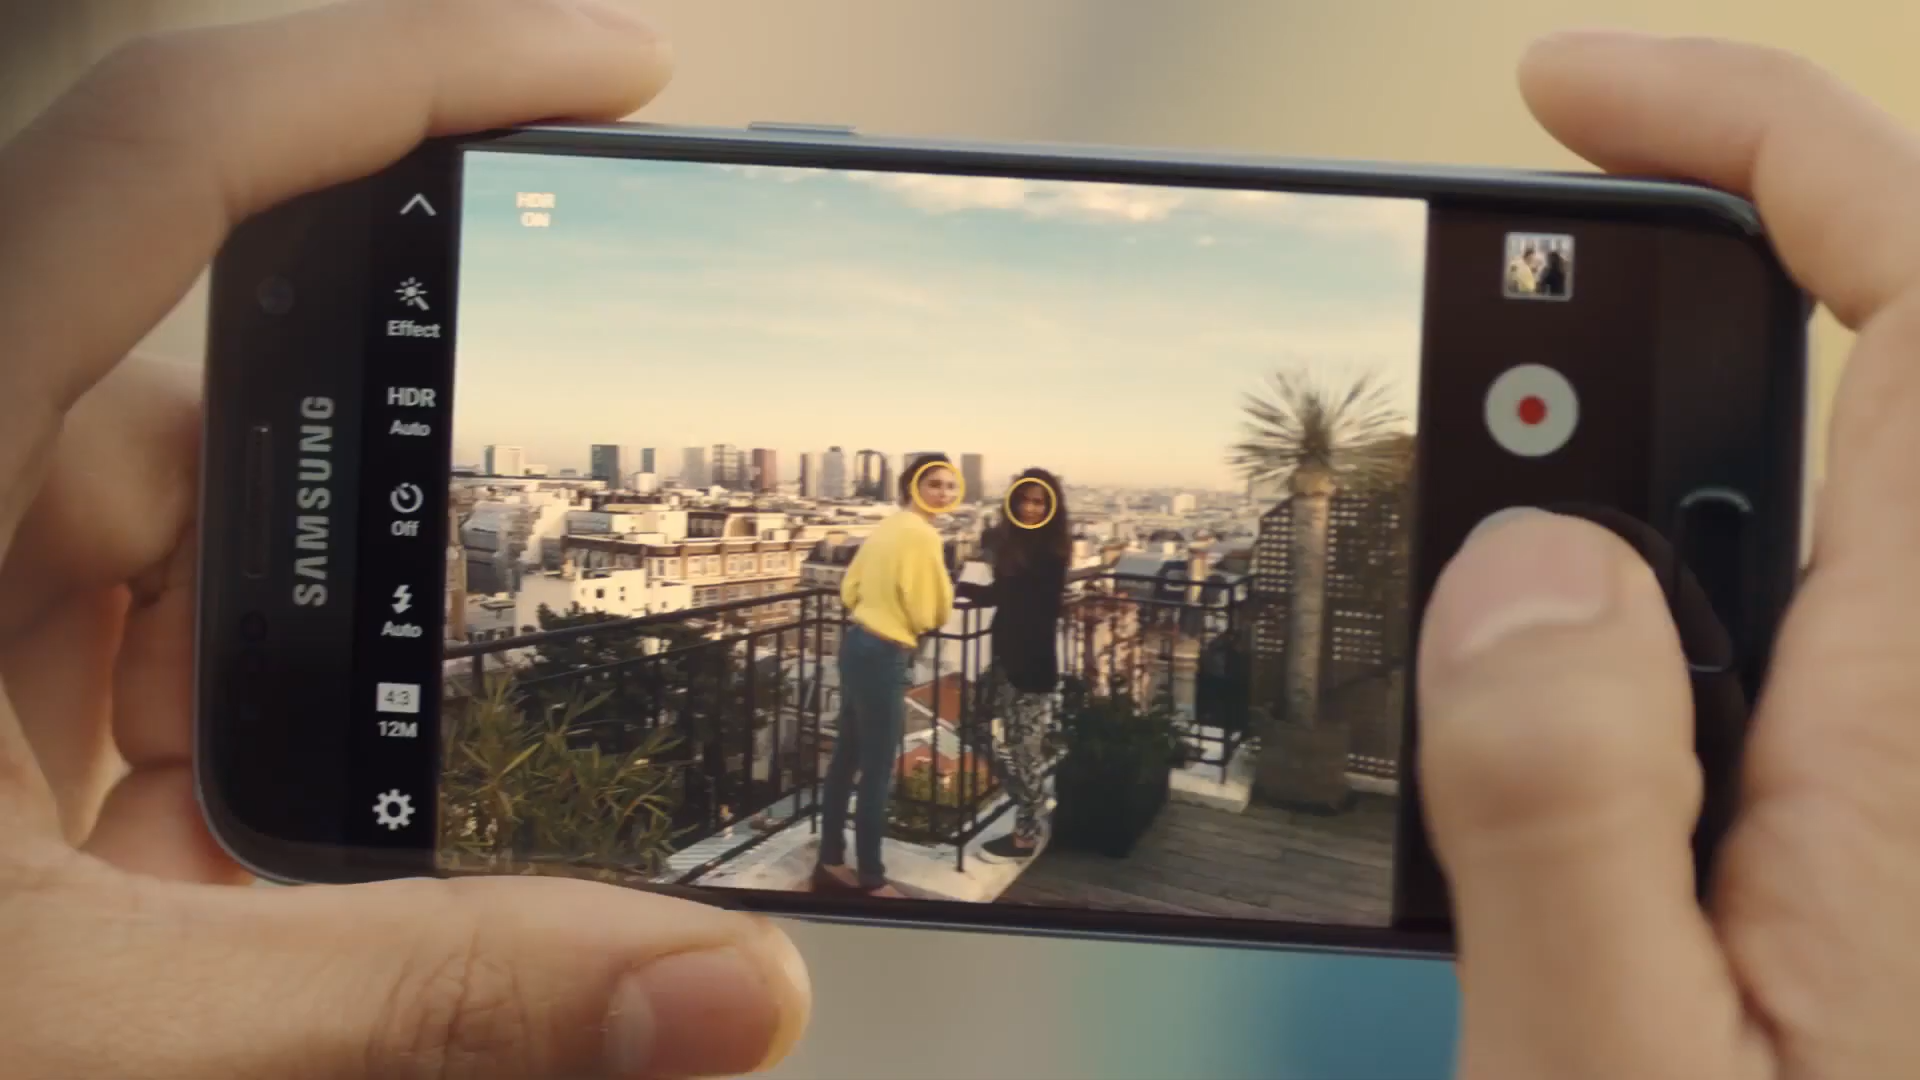 SAMSUNG
Effect
HDR
Auto
Off
Auto
4:3
12M
HDR
ON